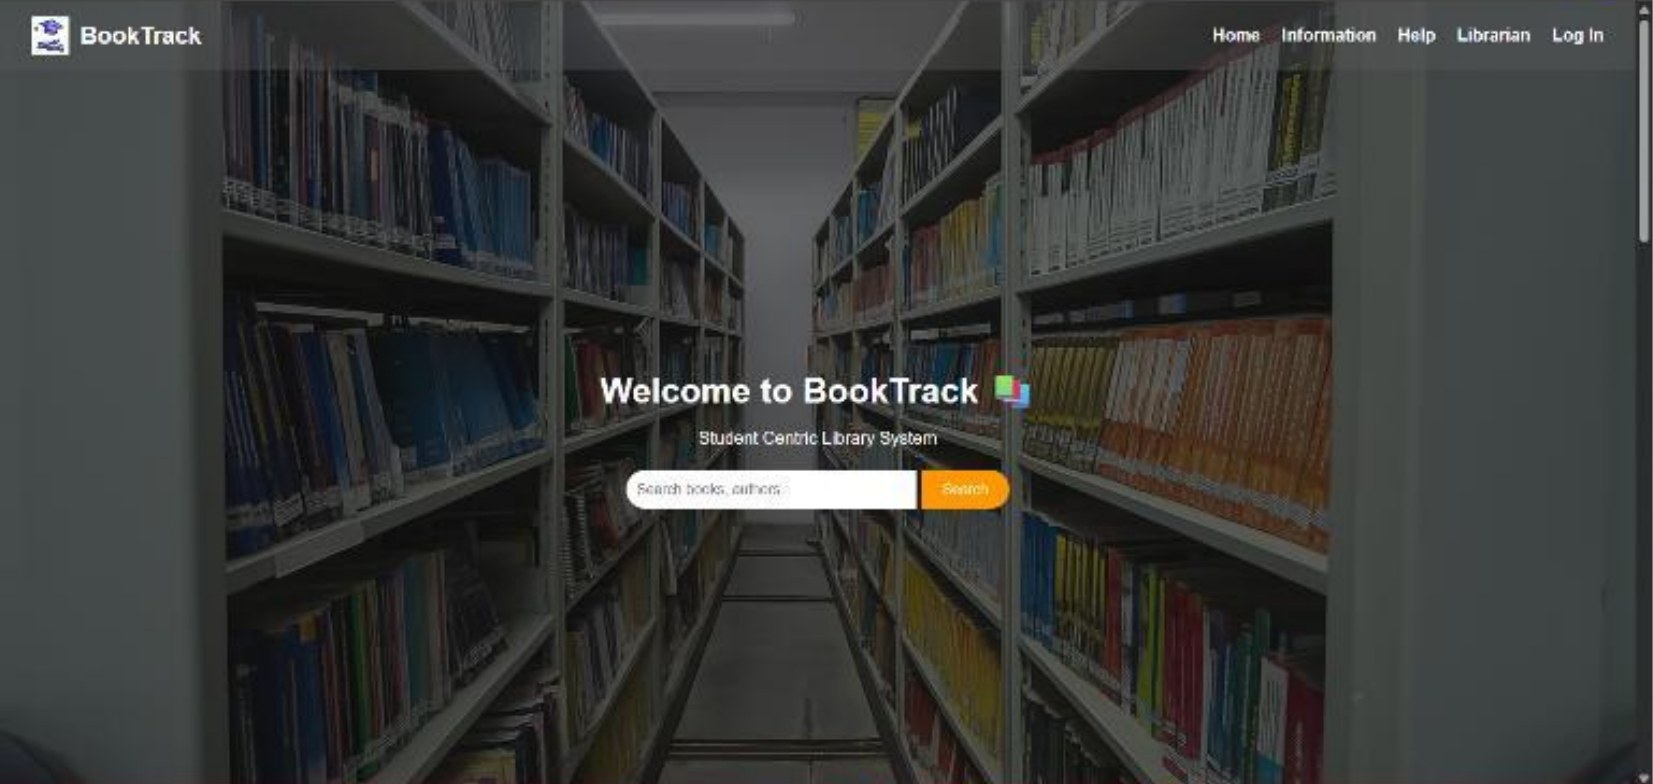 BookTrack
Home Information Help Librarian Log In
Welcome to BookTrack
Student Centric Library System
Search books, authors...
Search